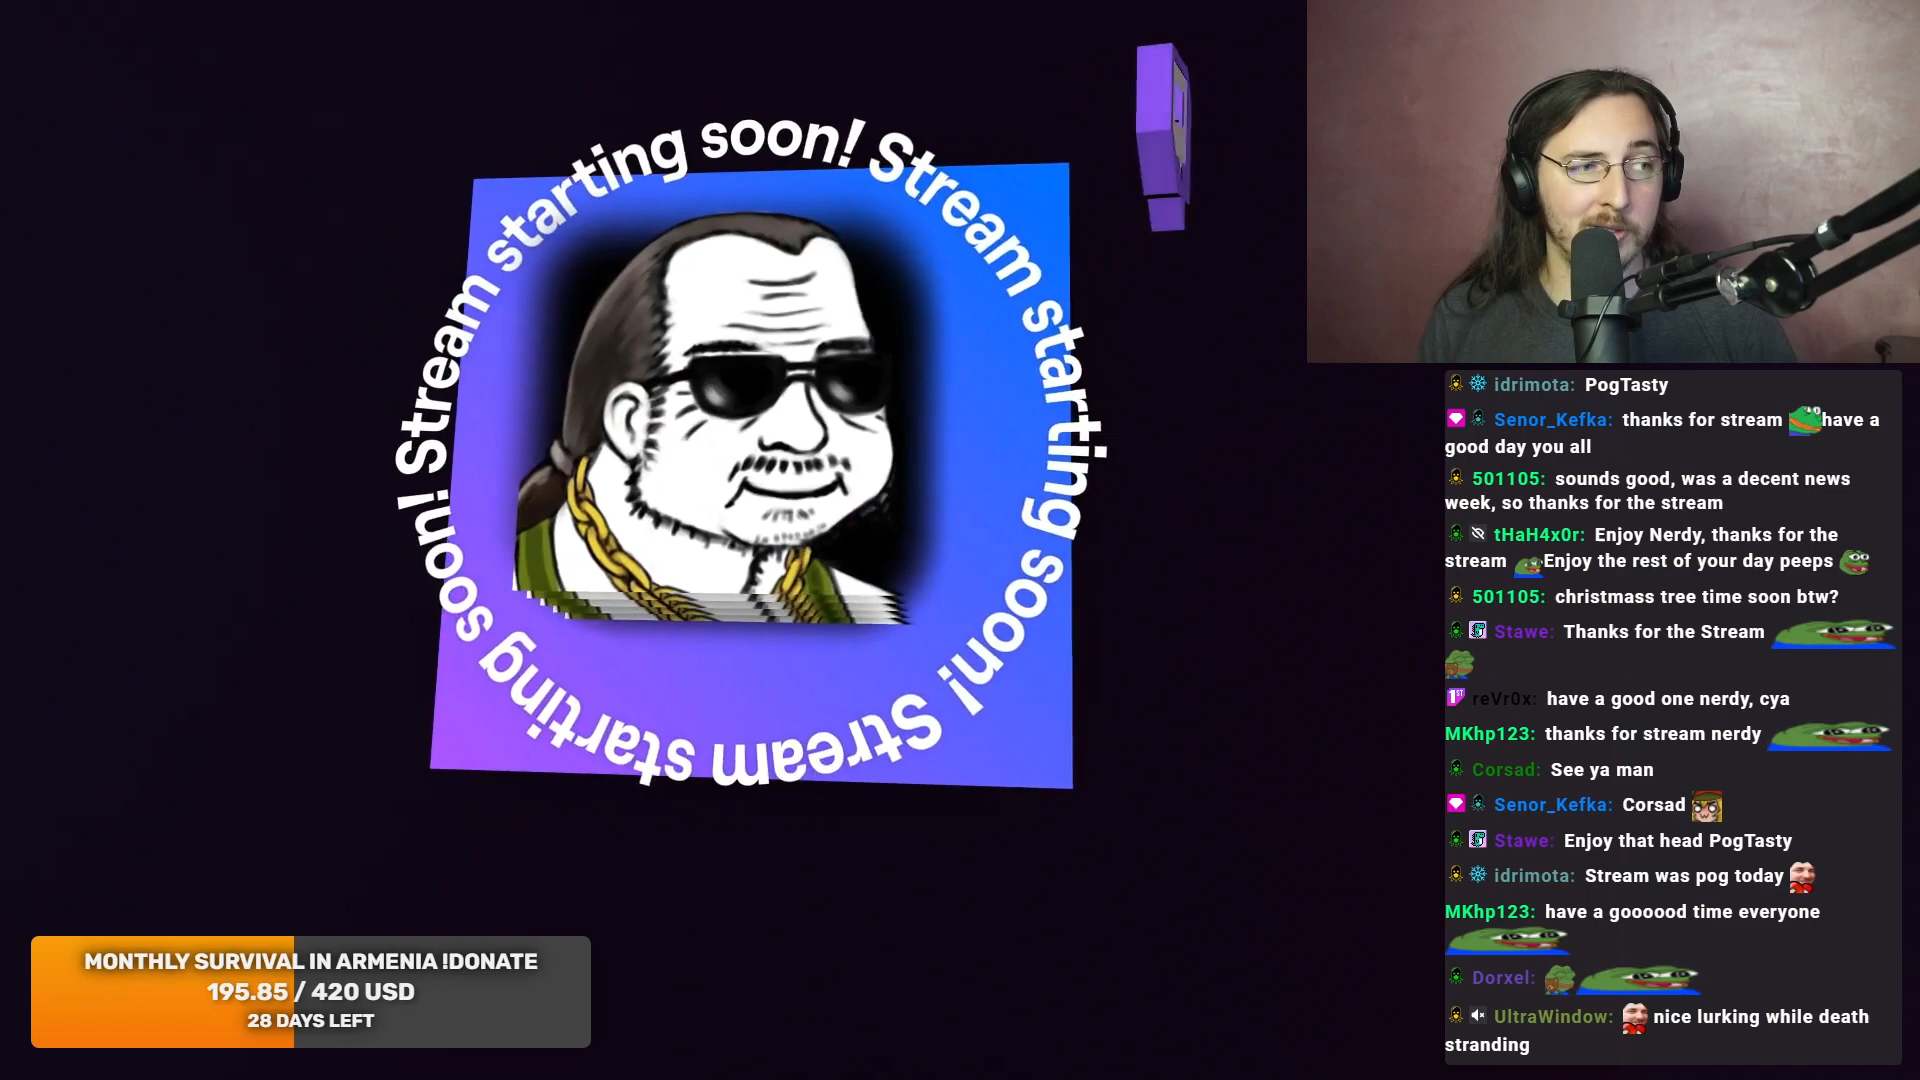 Stream starting soon! Stream starting soon! Stream starting soon!
idrimota: PogTasty
Senor_Kefka: thanks for stream have a
good day you all
501105: sounds good, was a decent news
week, so thanks for the stream
tHaH4x0r: Enjoy Nerdy, thanks for the
stream Enjoy the rest of your day peeps
501105: christmass tree time soon btw?
Stawe: Thanks for the Stream
1ST reVr0x: have a good one nerdy, cya
MKhp123: thanks for stream nerdy
Corsad: See ya man
Senor_Kefka: Corsad
Stawe: Enjoy that head PogTasty
idrimota: Stream was pog today
MKhp123: have a goooood time everyone
Dorxel:
UltraWindow: nice lurking while death
stranding
MONTHLY SURVIVAL IN ARMENIA !DONATE
195.85 / 420 USD
28 DAYS LEFT